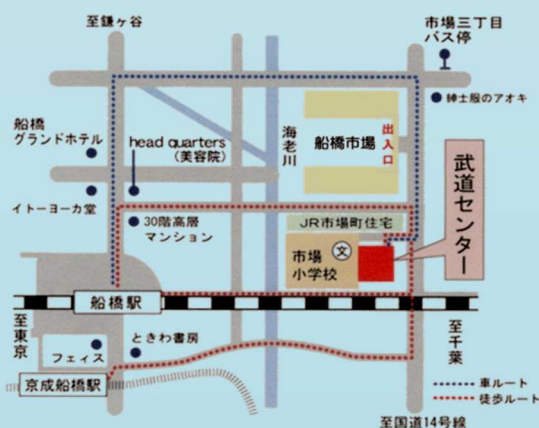 至鎌ヶ谷
市場三丁目
バス停
紳士服のアオキ
船橋
グランドホテル
head quarters
(美容院)
海老川
船橋市場
出入口
武道センター
イトーヨーカ堂
30階高層
マンション
JR市場町住宅
市場
小学校
文
船橋駅
至東京
至千葉
ときわ書房
フェイス
京成船橋駅
車ルート
徒歩ルート
至国道14号線